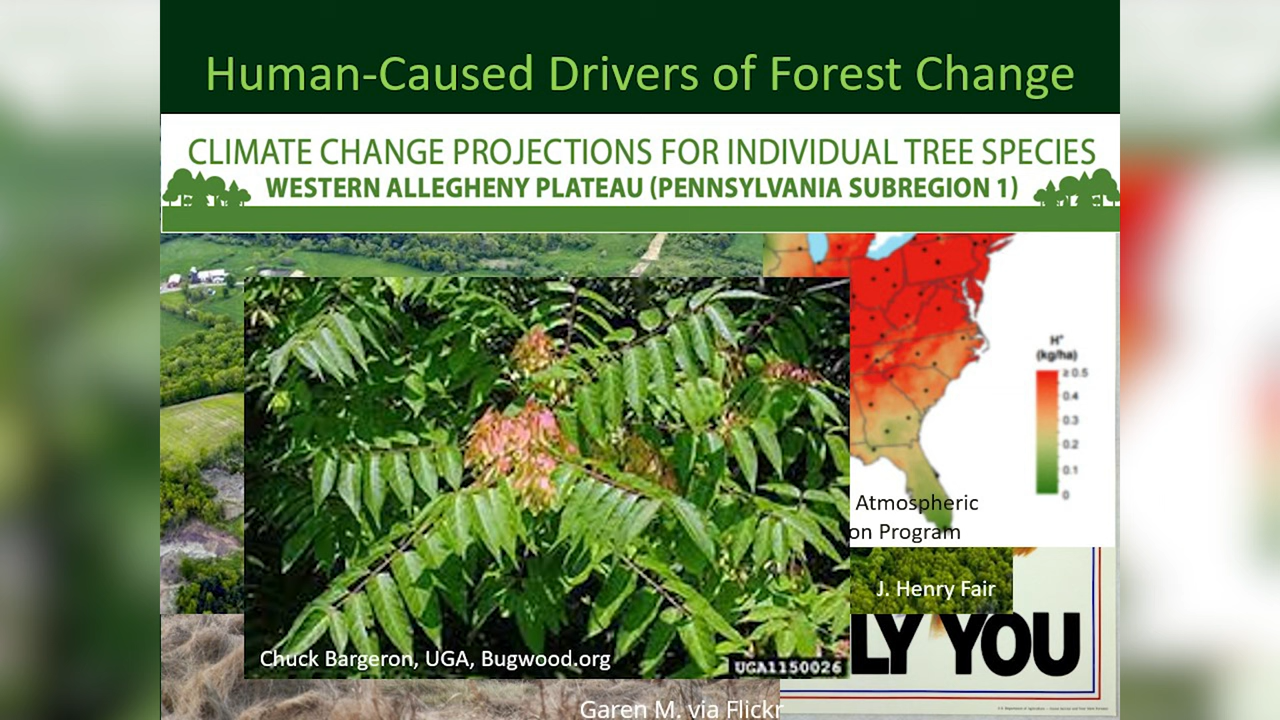 Human-Caused Drivers of Forest Change
CLIMATE CHANGE PROJECTIONS FOR INDIVIDUAL TREE SPECIES
WESTERN ALLEGHENY PLATEAU (PENNSYLVANIA SUBREGION 1)
H⁺
(kg/ha)
≥ 0.5
0.4
0.3
0.2
0.1
0
Atmospheric
on Program
J. Henry Fair
LY YOU
Chuck Bargeron, UGA, Bugwood.org
UGA1150026
Garen M. via Flickr